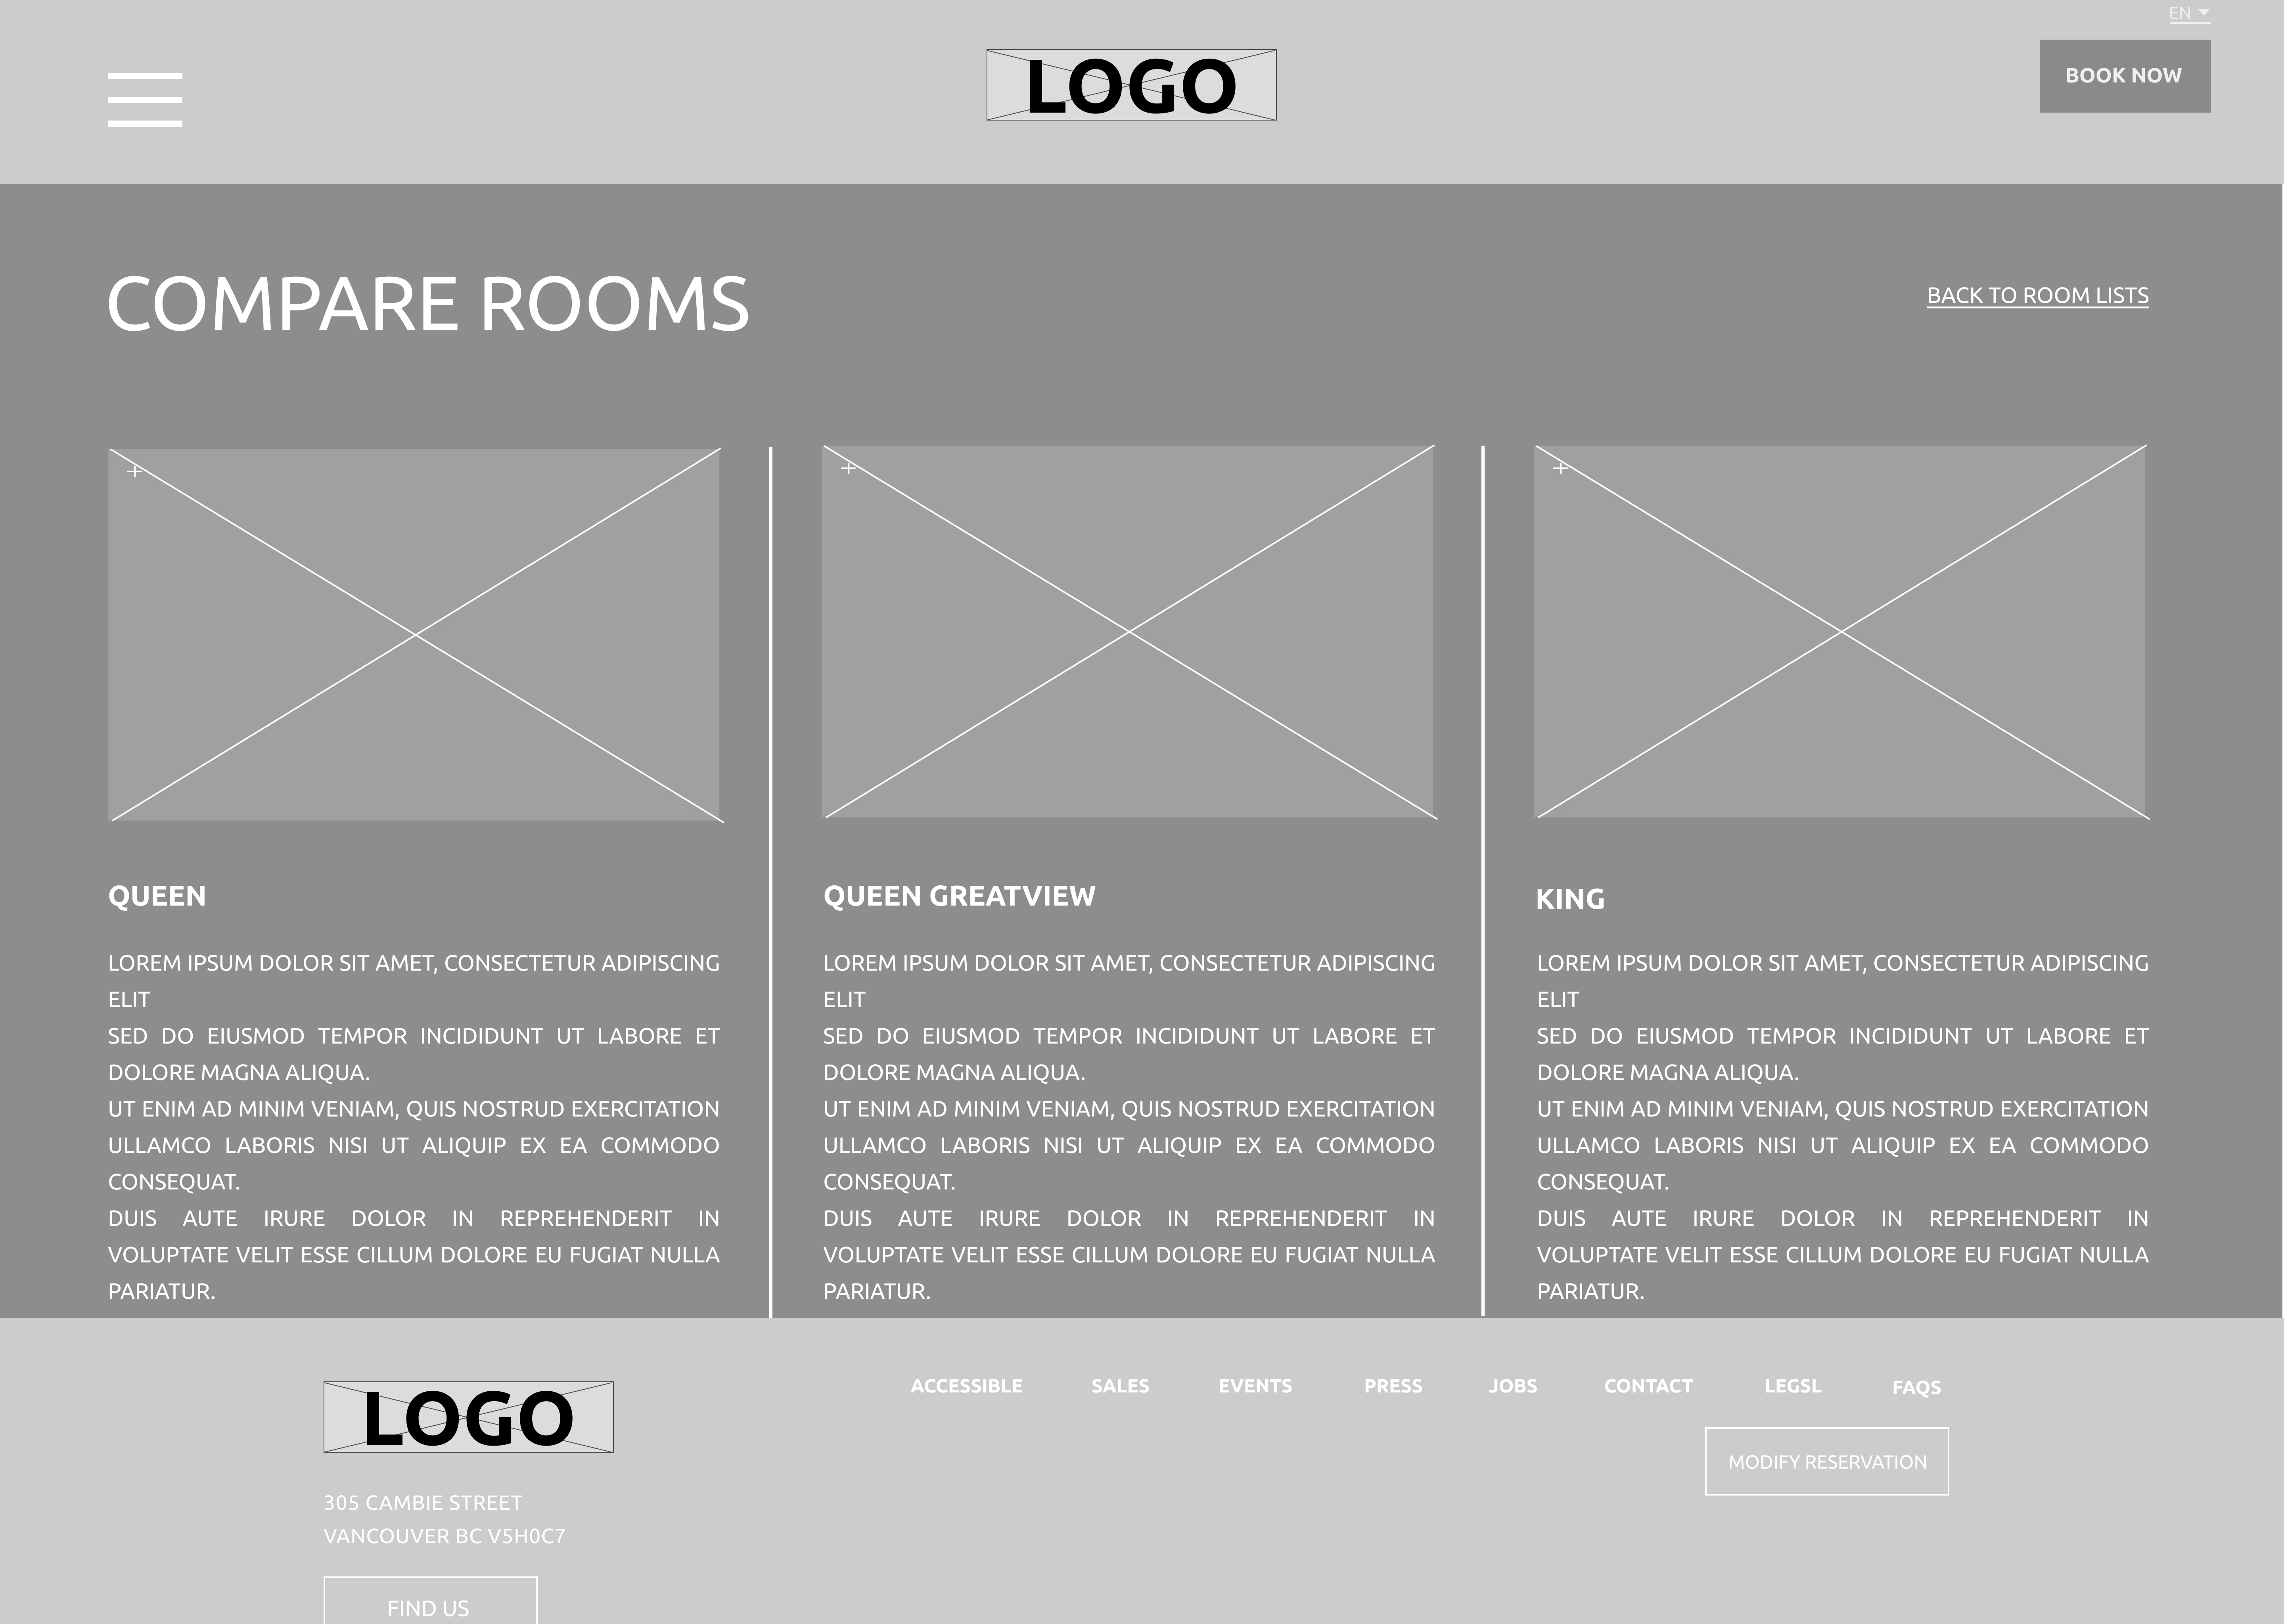 EN
LOGO
BOOK NOW
COMPARE ROOMS
BACK TO ROOM LISTS
QUEEN
LOREM IPSUM DOLOR SIT AMET, CONSECTETUR ADIPISCING
ELIT
SED DO EIUSMOD TEMPOR INCIDIDUNT UT LABORE ET
DOLORE MAGNA ALIQUA.
UT ENIM AD MINIM VENIAM, QUIS NOSTRUD EXERCITATION
ULLAMCO LABORIS NISI UT ALIQUIP EX EA COMMODO
CONSEQUAT.
DUIS AUTE IRURE DOLOR IN REPREHENDERIT IN
VOLUPTATE VELIT ESSE CILLUM DOLORE EU FUGIAT NULLA
PARIATUR.
QUEEN GREATVIEW
LOREM IPSUM DOLOR SIT AMET, CONSECTETUR ADIPISCING
ELIT
SED DO EIUSMOD TEMPOR INCIDIDUNT UT LABORE ET
DOLORE MAGNA ALIQUA.
UT ENIM AD MINIM VENIAM, QUIS NOSTRUD EXERCITATION
ULLAMCO LABORIS NISI UT ALIQUIP EX EA COMMODO
CONSEQUAT.
DUIS AUTE IRURE DOLOR IN REPREHENDERIT IN
VOLUPTATE VELIT ESSE CILLUM DOLORE EU FUGIAT NULLA
PARIATUR.
KING
LOREM IPSUM DOLOR SIT AMET, CONSECTETUR ADIPISCING
ELIT
SED DO EIUSMOD TEMPOR INCIDIDUNT UT LABORE ET
DOLORE MAGNA ALIQUA.
UT ENIM AD MINIM VENIAM, QUIS NOSTRUD EXERCITATION
ULLAMCO LABORIS NISI UT ALIQUIP EX EA COMMODO
CONSEQUAT.
DUIS AUTE IRURE DOLOR IN REPREHENDERIT IN
VOLUPTATE VELIT ESSE CILLUM DOLORE EU FUGIAT NULLA
PARIATUR.
LOGO
305 CAMBIE STREET
VANCOUVER BC V5H0C7
FIND US
ACCESSIBLE SALES EVENTS PRESS JOBS CONTACT LEGSL FAQS
MODIFY RESERVATION